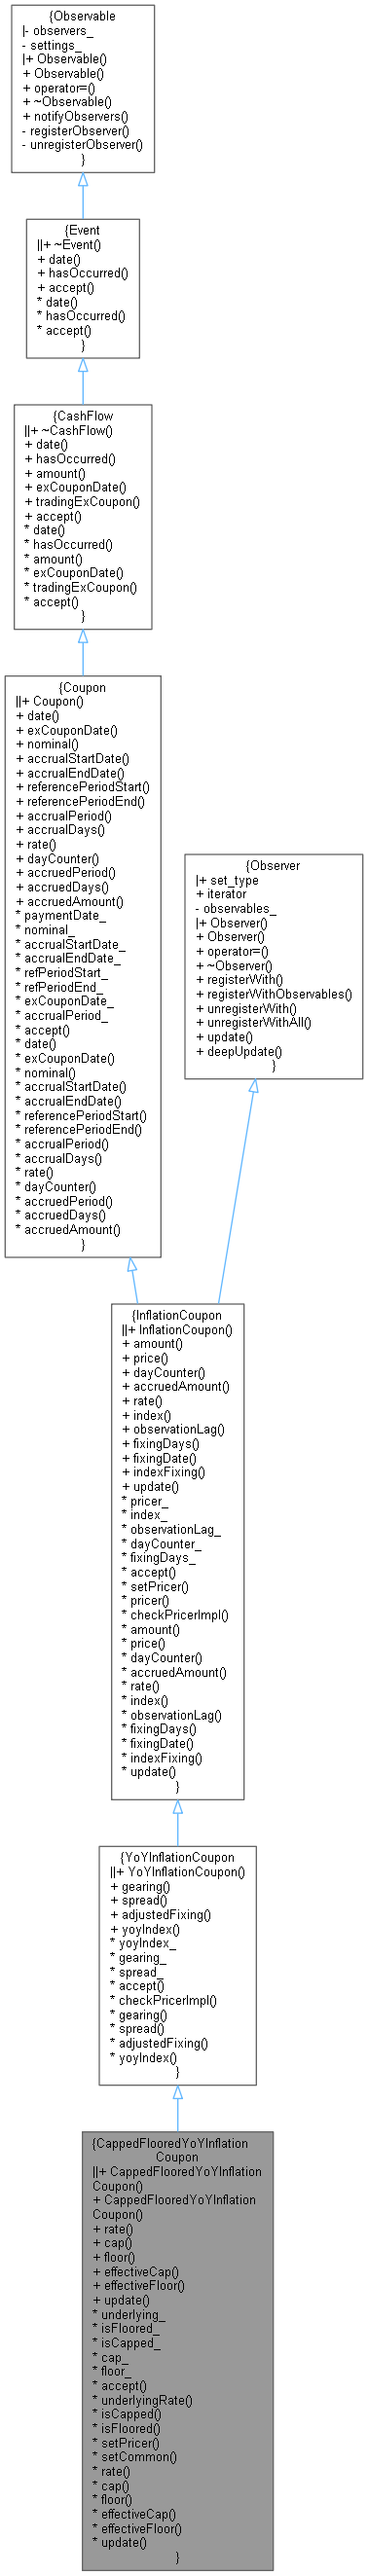 {Observable
|- observers_
- settings_
|+ Observable()
+ Observable()
+ operator=()
+ ~Observable()
+ notifyObservers()
- registerObserver()
- unregisterObserver()
}
{Event
||+ ~Event()
+ date()
+ hasOccurred()
+ accept()
* date()
* hasOccurred()
* accept()
}
{CashFlow
||+ ~CashFlow()
+ date()
+ hasOccurred()
+ amount()
+ exCouponDate()
+ tradingExCoupon()
+ accept()
* date()
* hasOccurred()
* amount()
* exCouponDate()
* tradingExCoupon()
* accept()
}
{Coupon
||+ Coupon()
+ date()
+ exCouponDate()
+ nominal()
+ accrualStartDate()
+ accrualEndDate()
+ referencePeriodStart()
+ referencePeriodEnd()
+ accrualPeriod()
+ accrualDays()
+ rate()
+ dayCounter()
+ accruedPeriod()
+ accruedDays()
+ accruedAmount()
* paymentDate_
* nominal_
* accrualStartDate_
* accrualEndDate_
* refPeriodStart_
* refPeriodEnd_
* exCouponDate_
* accrualPeriod_
* accept()
* date()
* exCouponDate()
* nominal()
* accrualStartDate()
* accrualEndDate()
* referencePeriodStart()
* referencePeriodEnd()
* accrualPeriod()
* accrualDays()
* rate()
* dayCounter()
* accruedPeriod()
* accruedDays()
* accruedAmount()
}
{Observer
|+ set_type
+ iterator
- observables_
|+ Observer()
+ Observer()
+ operator=()
+ ~Observer()
+ registerWith()
+ registerWithObservables()
+ unregisterWith()
+ unregisterWithAll()
+ update()
+ deepUpdate()
}
{InflationCoupon
||+ InflationCoupon()
+ amount()
+ price()
+ dayCounter()
+ accruedAmount()
+ rate()
+ index()
+ observationLag()
+ fixingDays()
+ fixingDate()
+ indexFixing()
+ update()
* pricer_
* index_
* observationLag_
* dayCounter_
* fixingDays_
* accept()
* setPricer()
* pricer()
* checkPricerImpl()
* amount()
* price()
* dayCounter()
* accruedAmount()
* rate()
* index()
* observationLag()
* fixingDays()
* fixingDate()
* indexFixing()
* update()
}
{YoYInflationCoupon
||+ YoYInflationCoupon()
+ gearing()
+ spread()
+ adjustedFixing()
+ yoyIndex()
* yoyIndex_
* gearing_
* spread_
* accept()
* checkPricerImpl()
* gearing()
* spread()
* adjustedFixing()
* yoyIndex()
}
{CappedFlooredYoYInflation
Coupon
||+ CappedFlooredYoYInflation
Coupon()
+ CappedFlooredYoYInflation
Coupon()
+ rate()
+ cap()
+ floor()
+ effectiveCap()
+ effectiveFloor()
+ update()
* underlying_
* isFloored_
* isCapped_
* cap_
* floor_
* accept()
* underlyingRate()
* isCapped()
* isFloored()
* setPricer()
* setCommon()
* rate()
* cap()
* floor()
* effectiveCap()
* effectiveFloor()
* update()
}